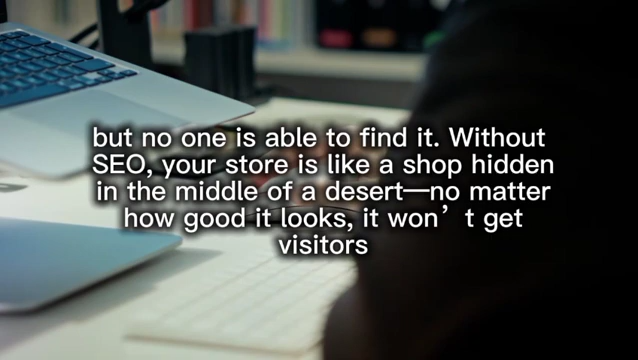 but no one is able to find it. Without
SEO, your store is like a shop hidden
in the middle of a desert—no matter
how good it looks, it won’t get
visitors